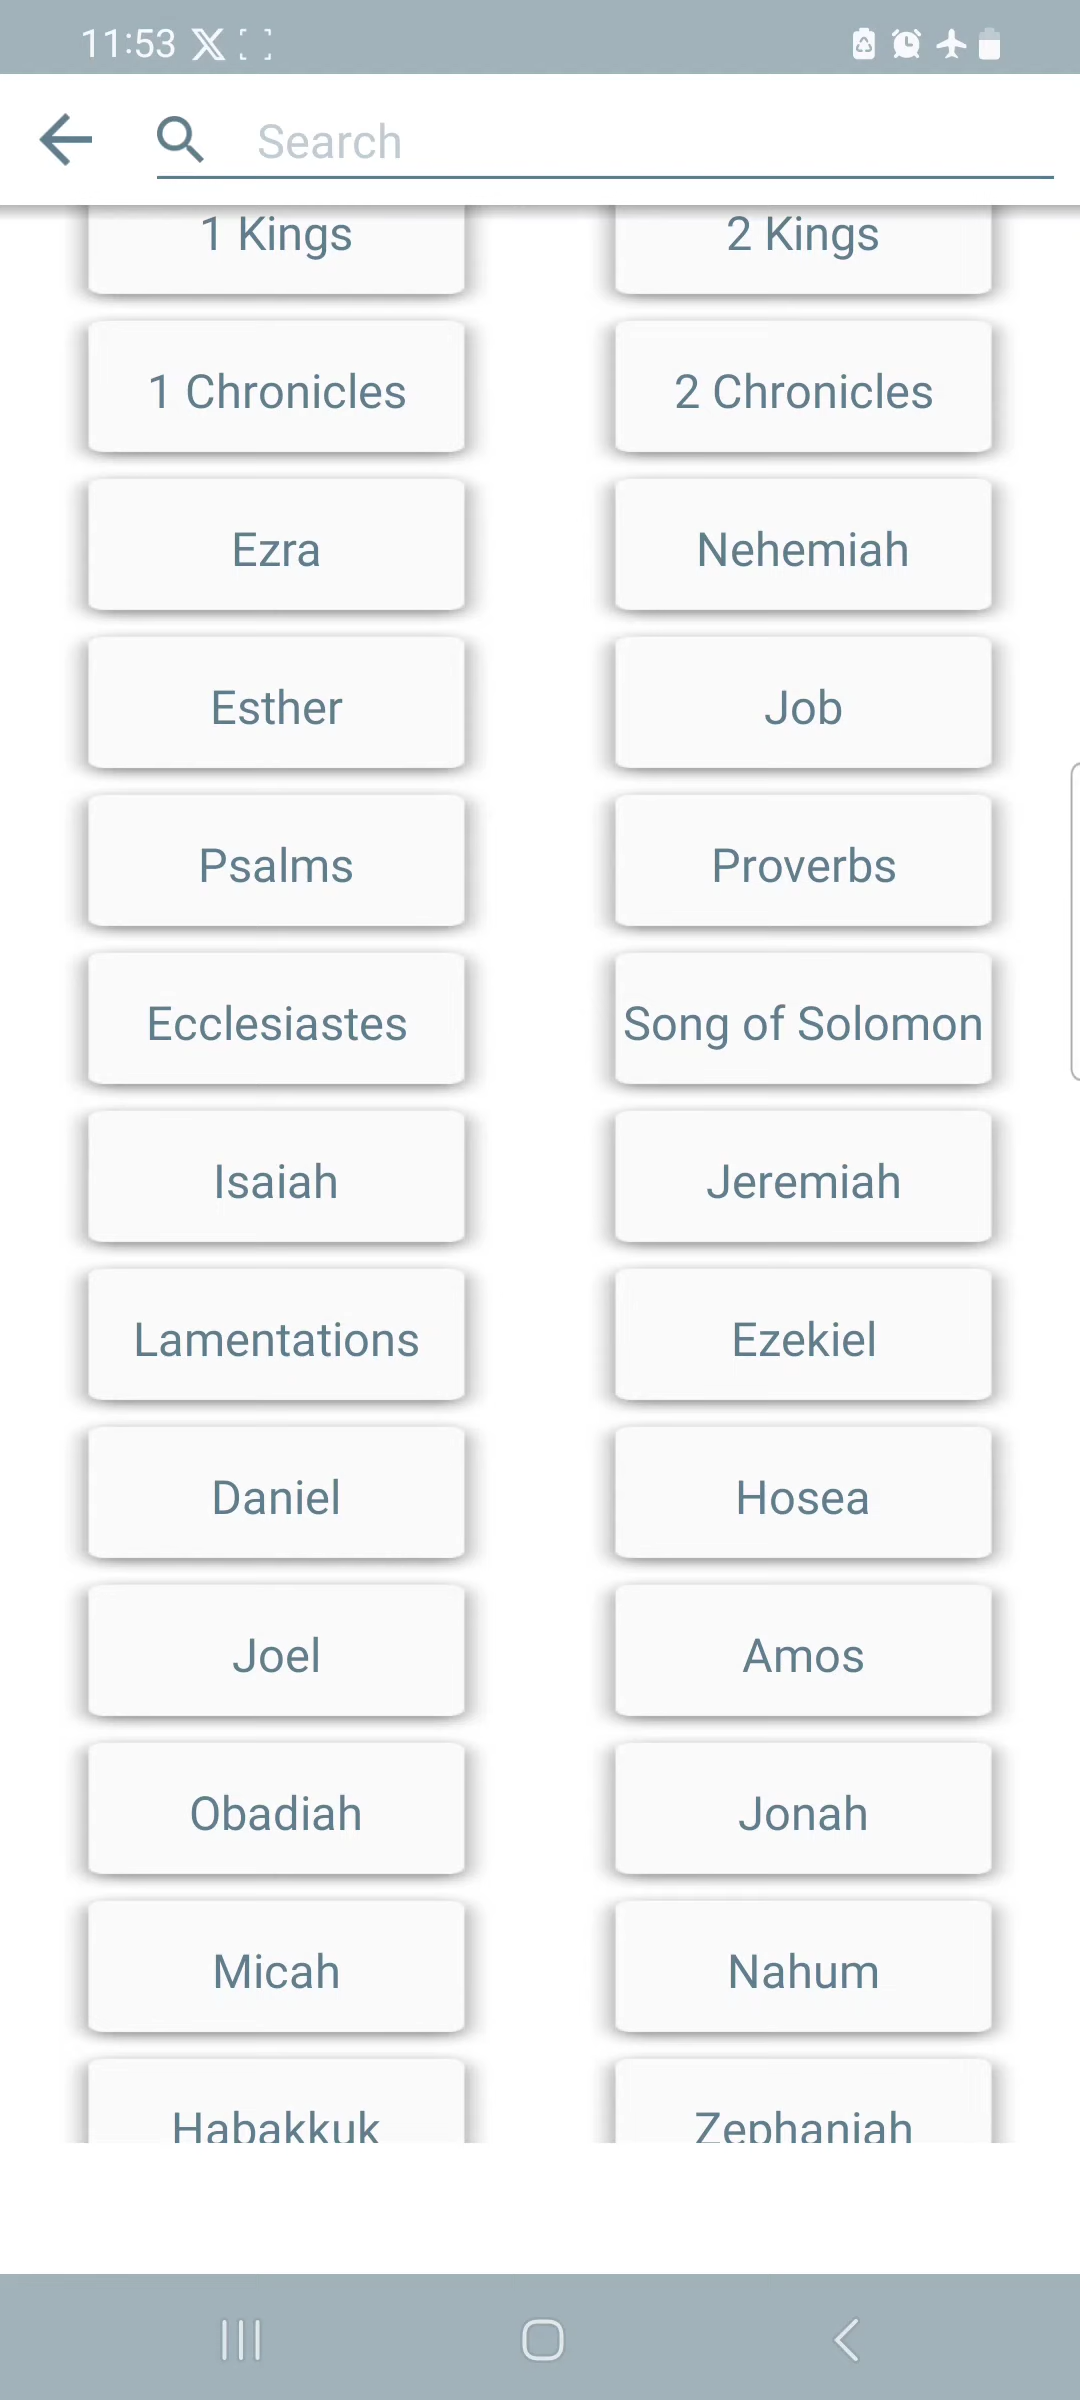 11:53
Search
1 Kings 2 Kings
1 Chronicles 2 Chronicles
Ezra Nehemiah
Esther Job
Psalms Proverbs
Ecclesiastes Song of Solomon
Isaiah Jeremiah
Lamentations Ezekiel
Daniel Hosea
Joel Amos
Obadiah Jonah
Micah Nahum
Habakkuk Zephaniah